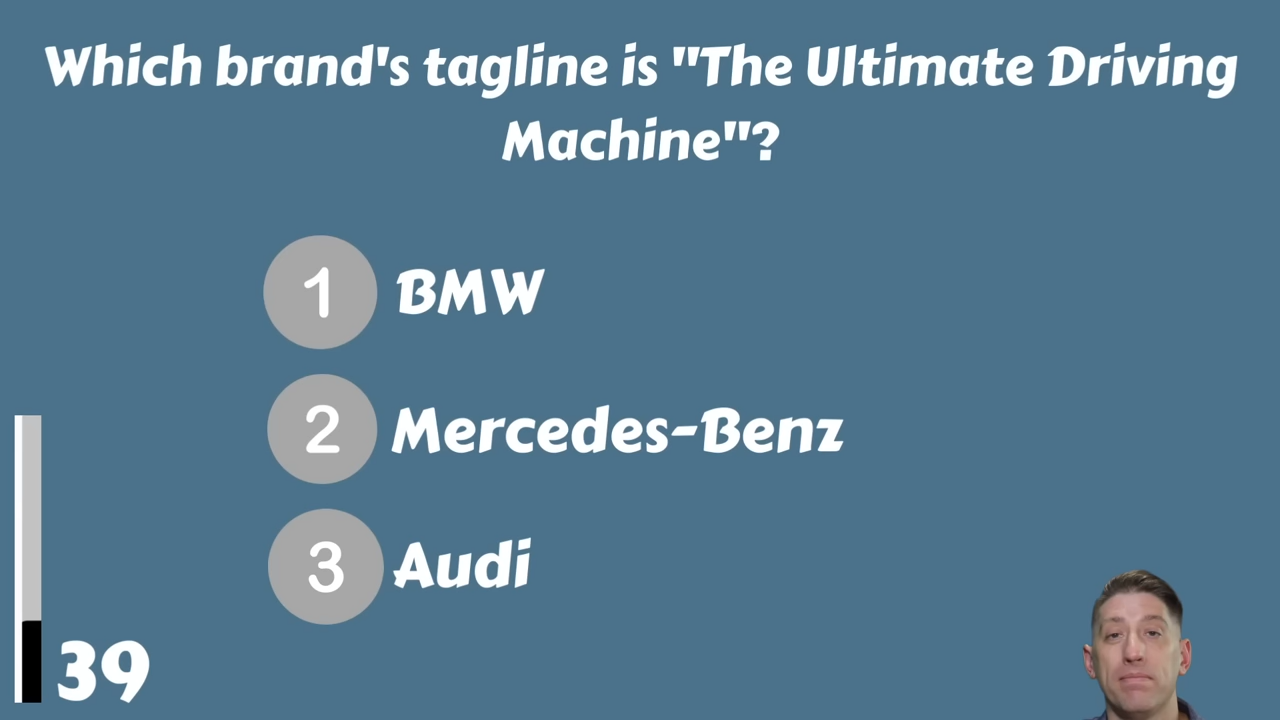 Which brand's tagline is "The Ultimate Driving
Machine"?
1 BMW
2 Mercedes-Benz
3 Audi
39